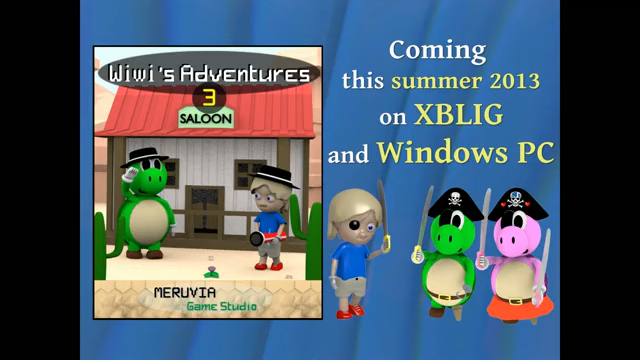 Wiwi's Adventures
3
SALOON
MERUVIA
Game Studio
Coming
this summer 2013
on XBLIG
and Windows PC